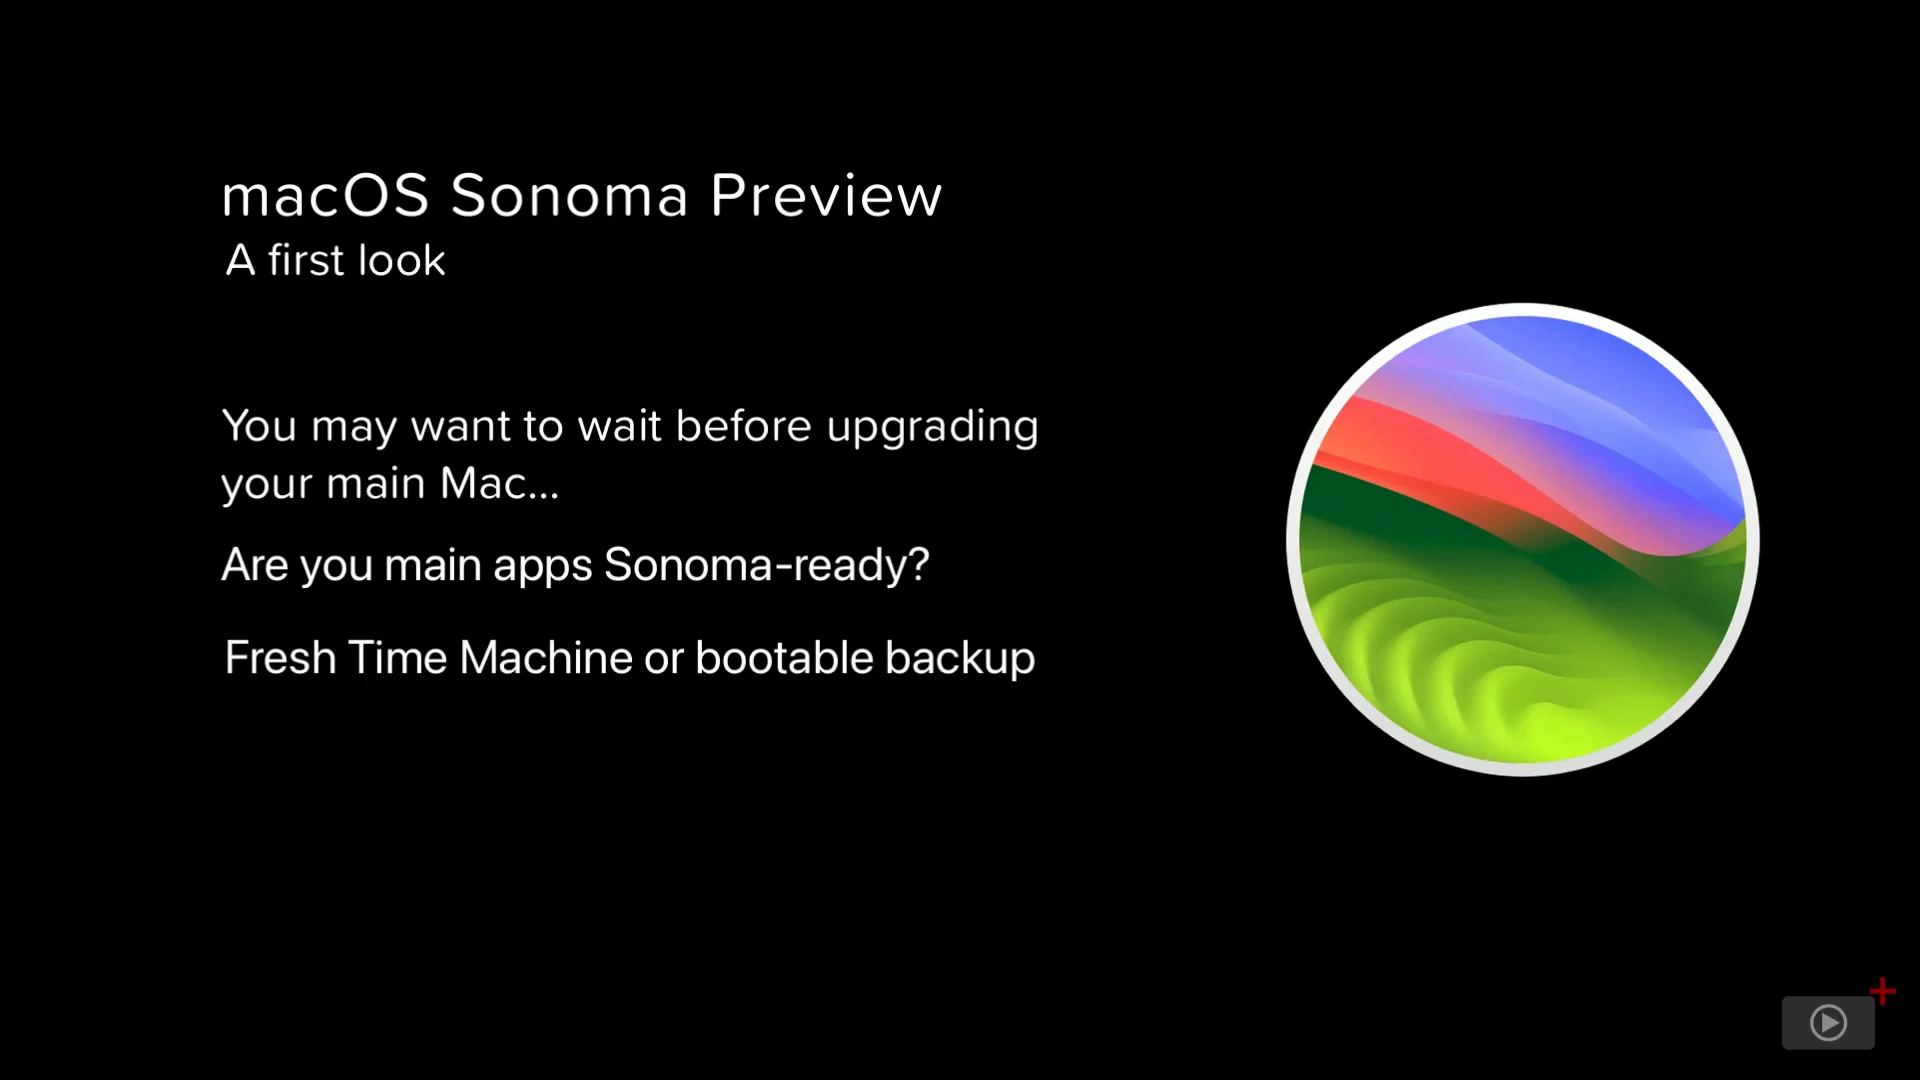 macOS Sonoma Preview
A first look
You may want to wait before upgrading
your main Mac...
Are you main apps Sonoma-ready?
Fresh Time Machine or bootable backup